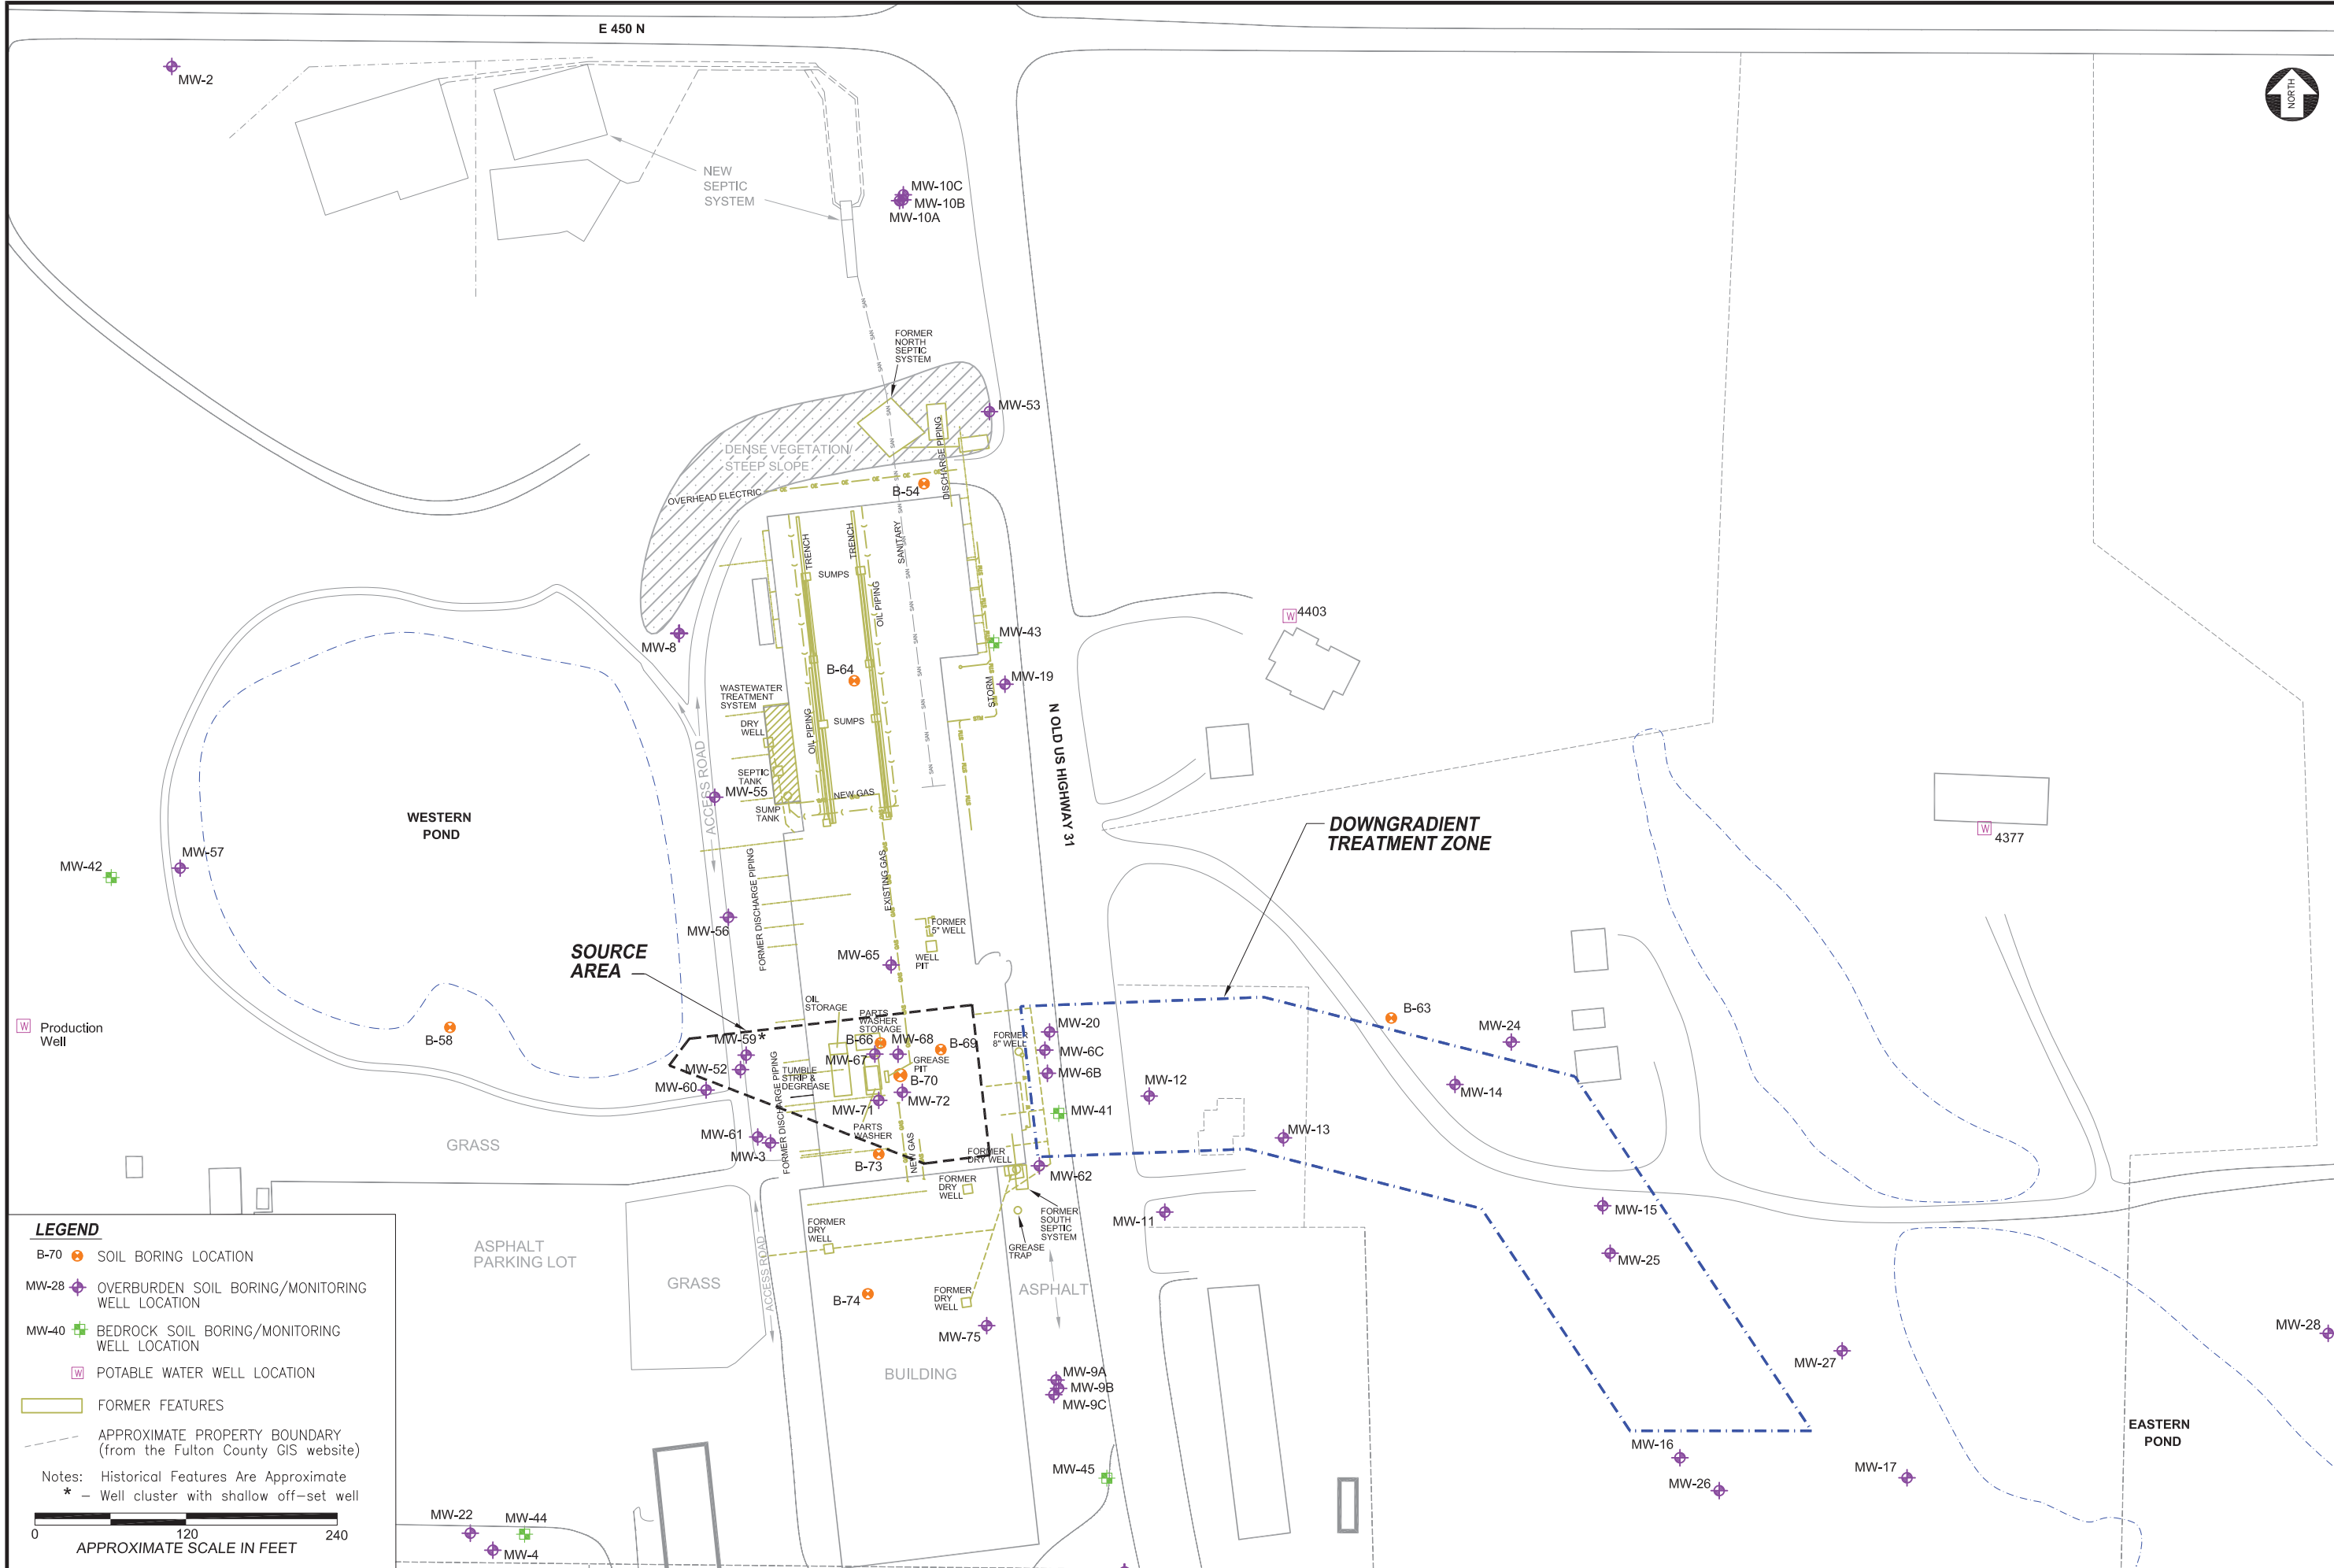 E 450 N
MW-2
NORTH
NEW
SEPTIC
SYSTEM
MW-10C
MW-10B
MW-10A
SAN
FORMER
NORTH
SEPTIC
SYSTEM
MW-53
DENSE VEGETATION/
STEEP SLOPE
DISCHARGE PIPING
OVERHEAD ELECTRIC
OE
B-54
TRENCH
TRENCH
SANITARY
SUMPS
OIL PIPING
4403
MW-43
MW-8
B-64
MW-19
STORM
WASTEWATER
TREATMENT
SYSTEM
DRY
WELL
SUMPS
OIL PIPING
N OLD US HIGHWAY 31
ACCESS ROAD
SEPTIC
TANK
MW-55
NEW GAS
SUMP
TANK
WESTERN
POND
DOWNGRADIENT
TREATMENT ZONE
4377
MW-57
MW-42
EXISTING GAS
FORMER DISCHARGE PIPING
FORMER
5" WELL
MW-56
SOURCE
AREA
MW-65
WELL
PIT
OIL
STORAGE
PARTS
WASHER
STORAGE
B-63
Production
Well
B-58
MW-59*
B-66
MW-68
B-69
FORMER
8" WELL
MW-20
MW-24
MW-67
GREASE
PIT
MW-6C
MW-52
TUMBLE
STRIP &
DEGREASE
B-70
MW-6B
MW-12
MW-14
MW-60
MW-72
MW-71
MW-41
FORMER DISCHARGE PIPING
PARTS
WASHER
MW-61
MW-3
MW-13
GRASS
B-73
NEW GAS
FORMER
DRY WELL
MW-62
FORMER
DRY
WELL
FORMER
DRY
WELL
FORMER
SOUTH
SEPTIC
SYSTEM
MW-11
MW-15
GREASE
TRAP
ASPHALT
PARKING LOT
GRASS
ACCESS ROAD
MW-25
B-74
FORMER
DRY
WELL
ASPHALT
MW-75
MW-28
MW-27
BUILDING
MW-9A
MW-9B
MW-9C
EASTERN
POND
MW-16
MW-45
MW-26
MW-17
MW-22
MW-44
MW-4
LEGEND
B-70 SOIL BORING LOCATION
MW-28 OVERBURDEN SOIL BORING/MONITORING
WELL LOCATION
MW-40 BEDROCK SOIL BORING/MONITORING
WELL LOCATION
W POTABLE WATER WELL LOCATION
FORMER FEATURES
APPROXIMATE PROPERTY BOUNDARY
(from the Fulton County GIS website)
Notes: Historical Features Are Approximate
* – Well cluster with shallow off-set well
0 120 240
APPROXIMATE SCALE IN FEET